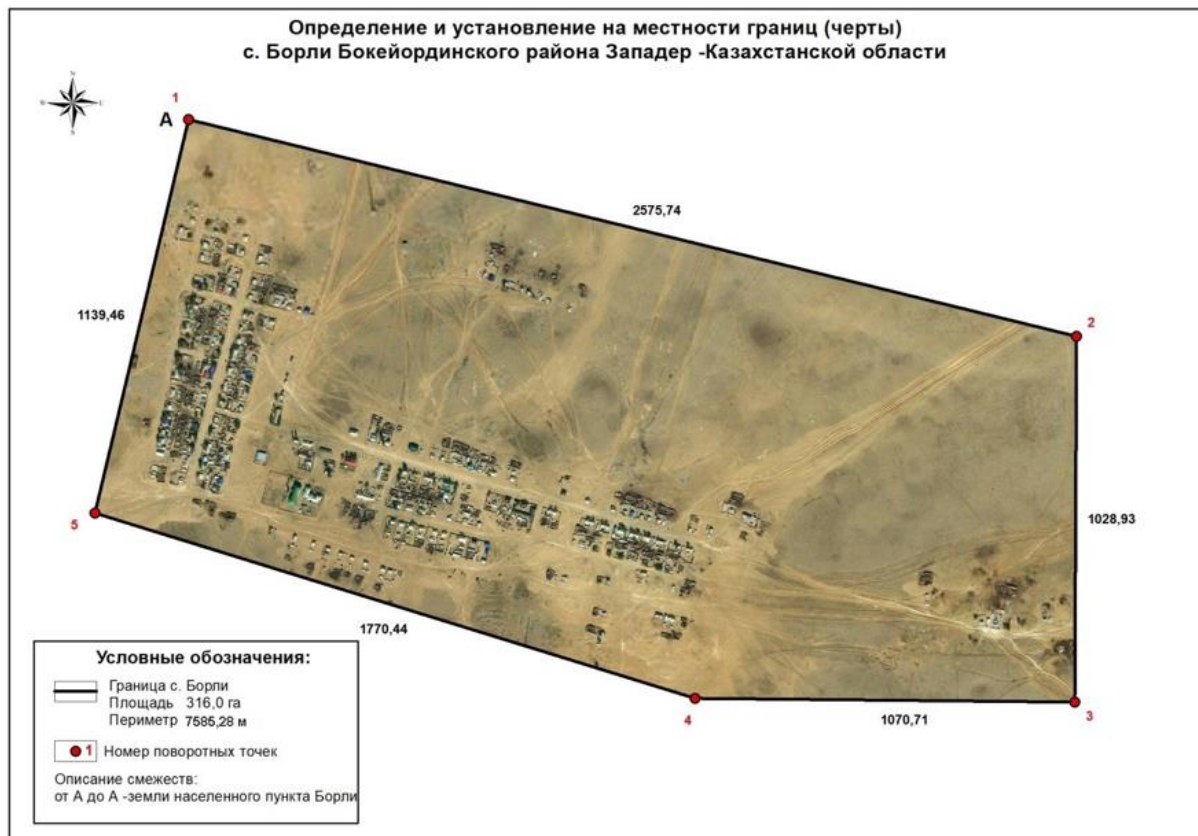 Определение и установление на местности границ (черты)
с. Борли Бокейординского района Западер -Казахстанской области
N
W E
S
1
А
2575,74
2
1139,46
1028,93
5
1770,44
4
1070,71
3
Условные обозначения:
Граница с. Борли
Площадь 316,0 га
Периметр 7585,28 м
1 Номер поворотных точек
Описание смежеств:
от А до А -земли населенного пункта Борли